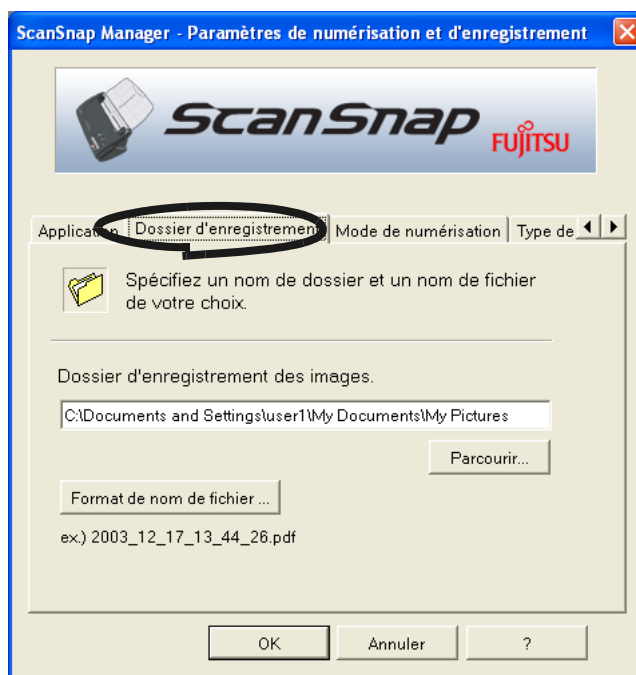 ScanSnap Manager - Paramètres de numérisation et d'enregistrement
ScanSnap
FUJITSU
Application
Dossier d'enregistrement
Mode de numérisation
Type de
Spécifiez un nom de dossier et un nom de fichier
de votre choix.
Dossier d'enregistrement des images.
C:\Documents and Settings\user1\My Documents\My Pictures
Parcourir...
Format de nom de fichier ...
ex.) 2003_12_17_13_44_26.pdf
OK
Annuler
?